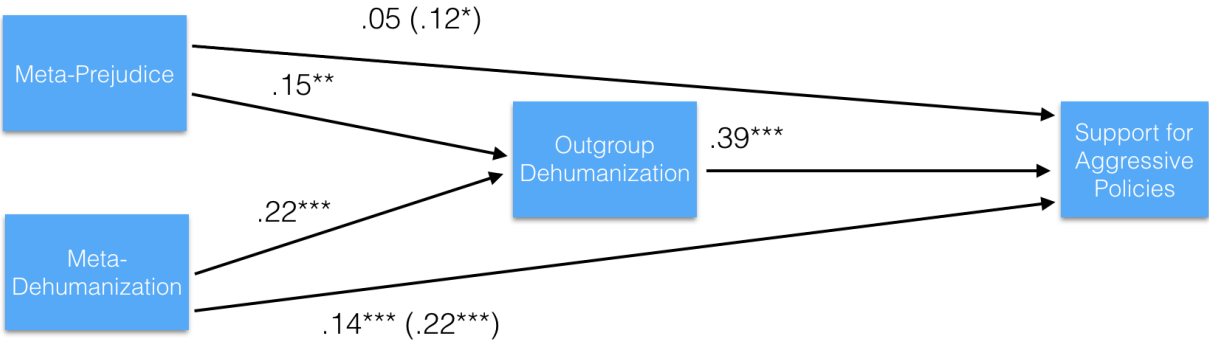 .05 (.12*)
Meta-Prejudice
.15**
Outgroup
Dehumanization
.39***
Support for
Aggressive
Policies
.22***
Meta-
Dehumanization
.14*** (.22***)